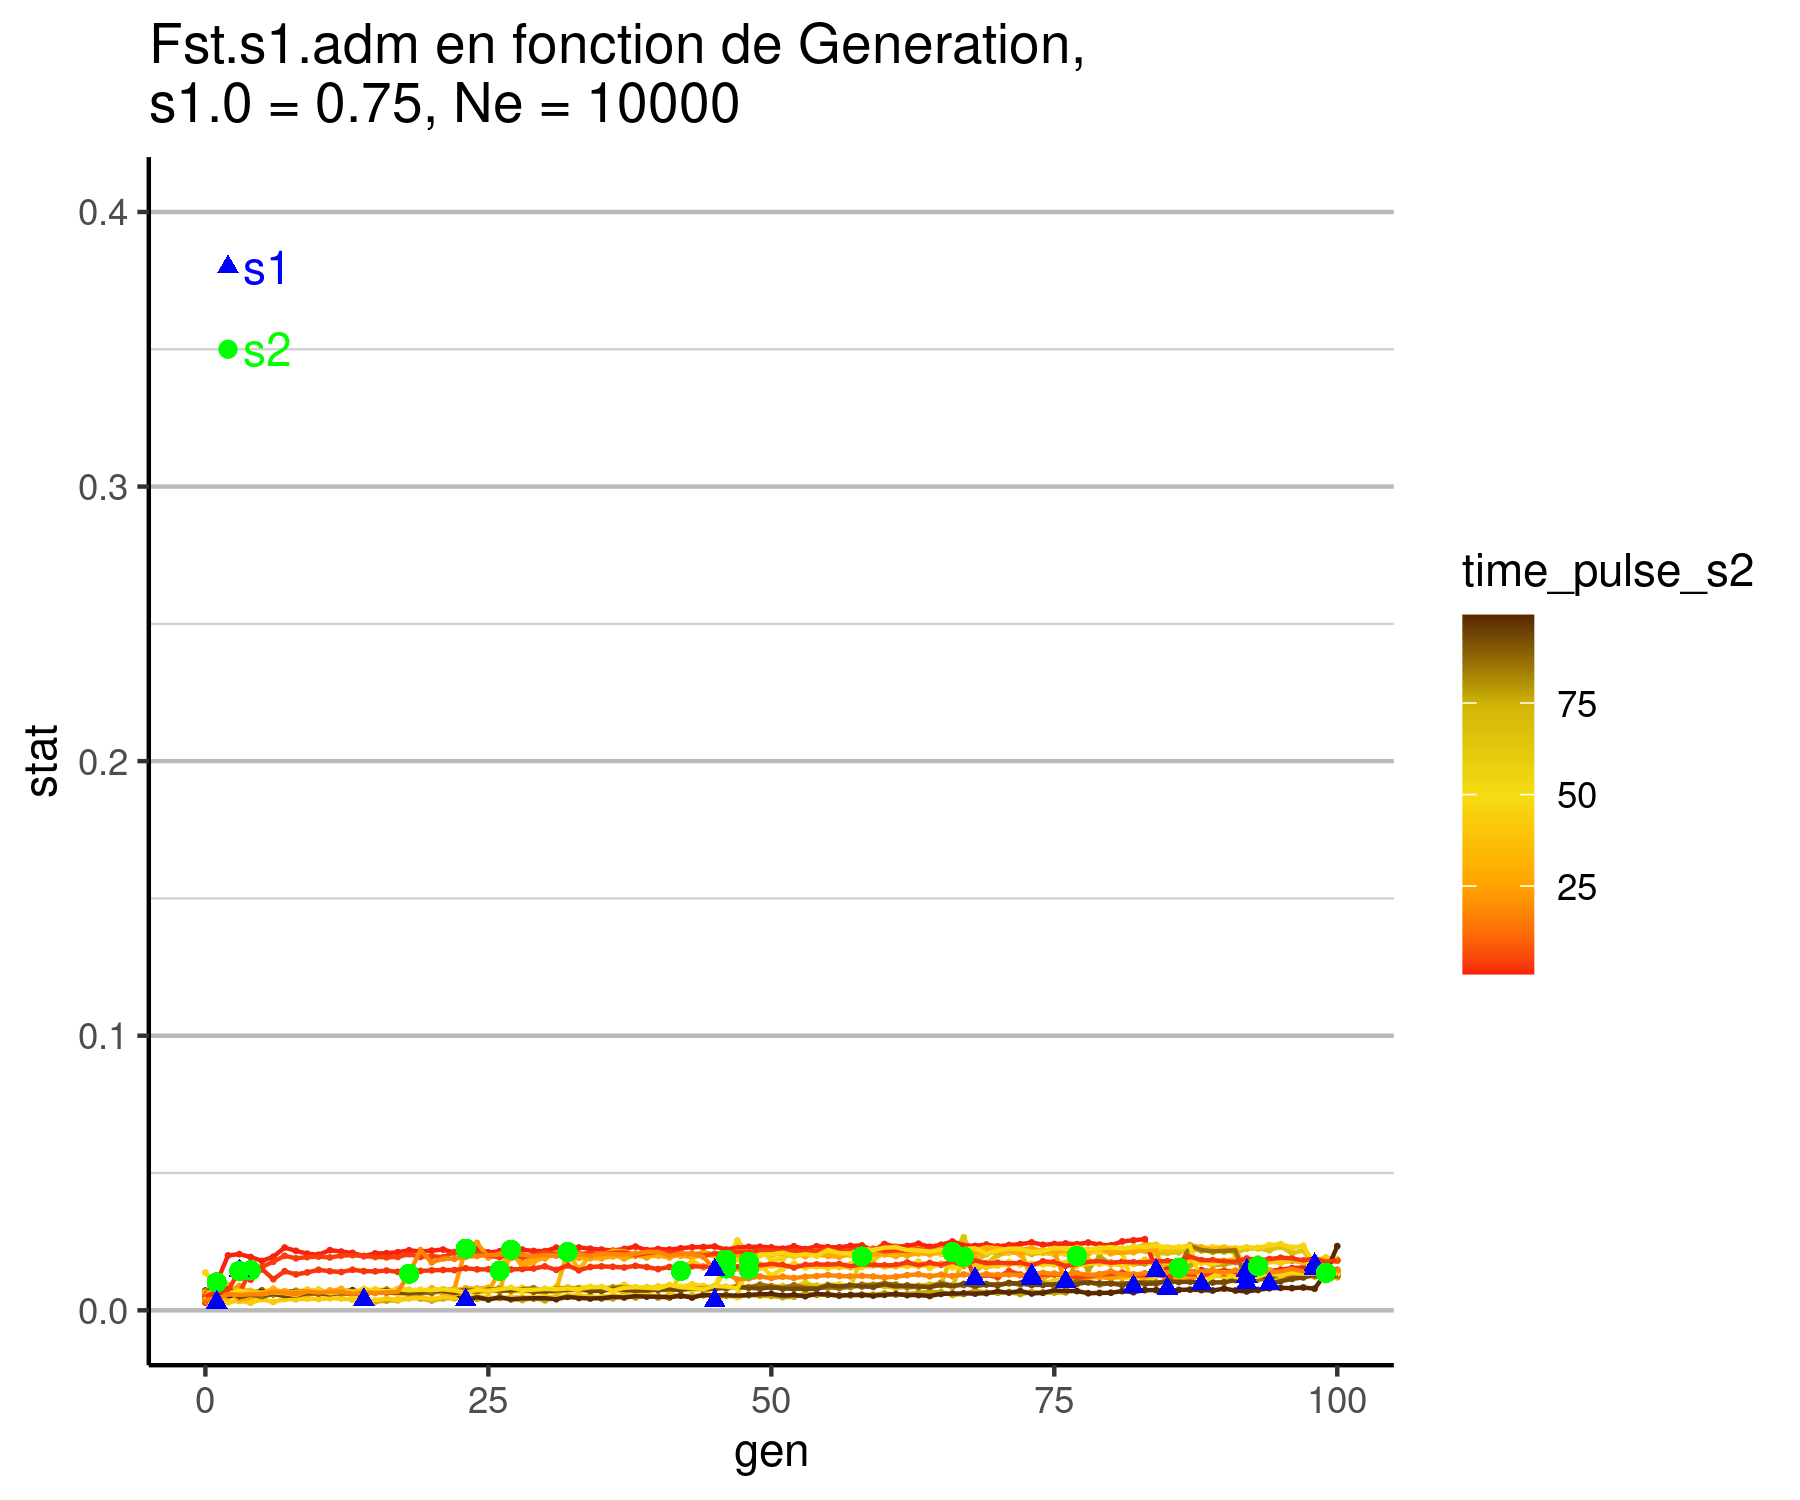 Fst.s1.adm en fonction de Generation,
s1.0 = 0.75, Ne = 10000
0.4
s1
s2
0.3
0.2
0.1
0.0
stat
0 25 50 75 100
gen
time_pulse_s2
75
50
25